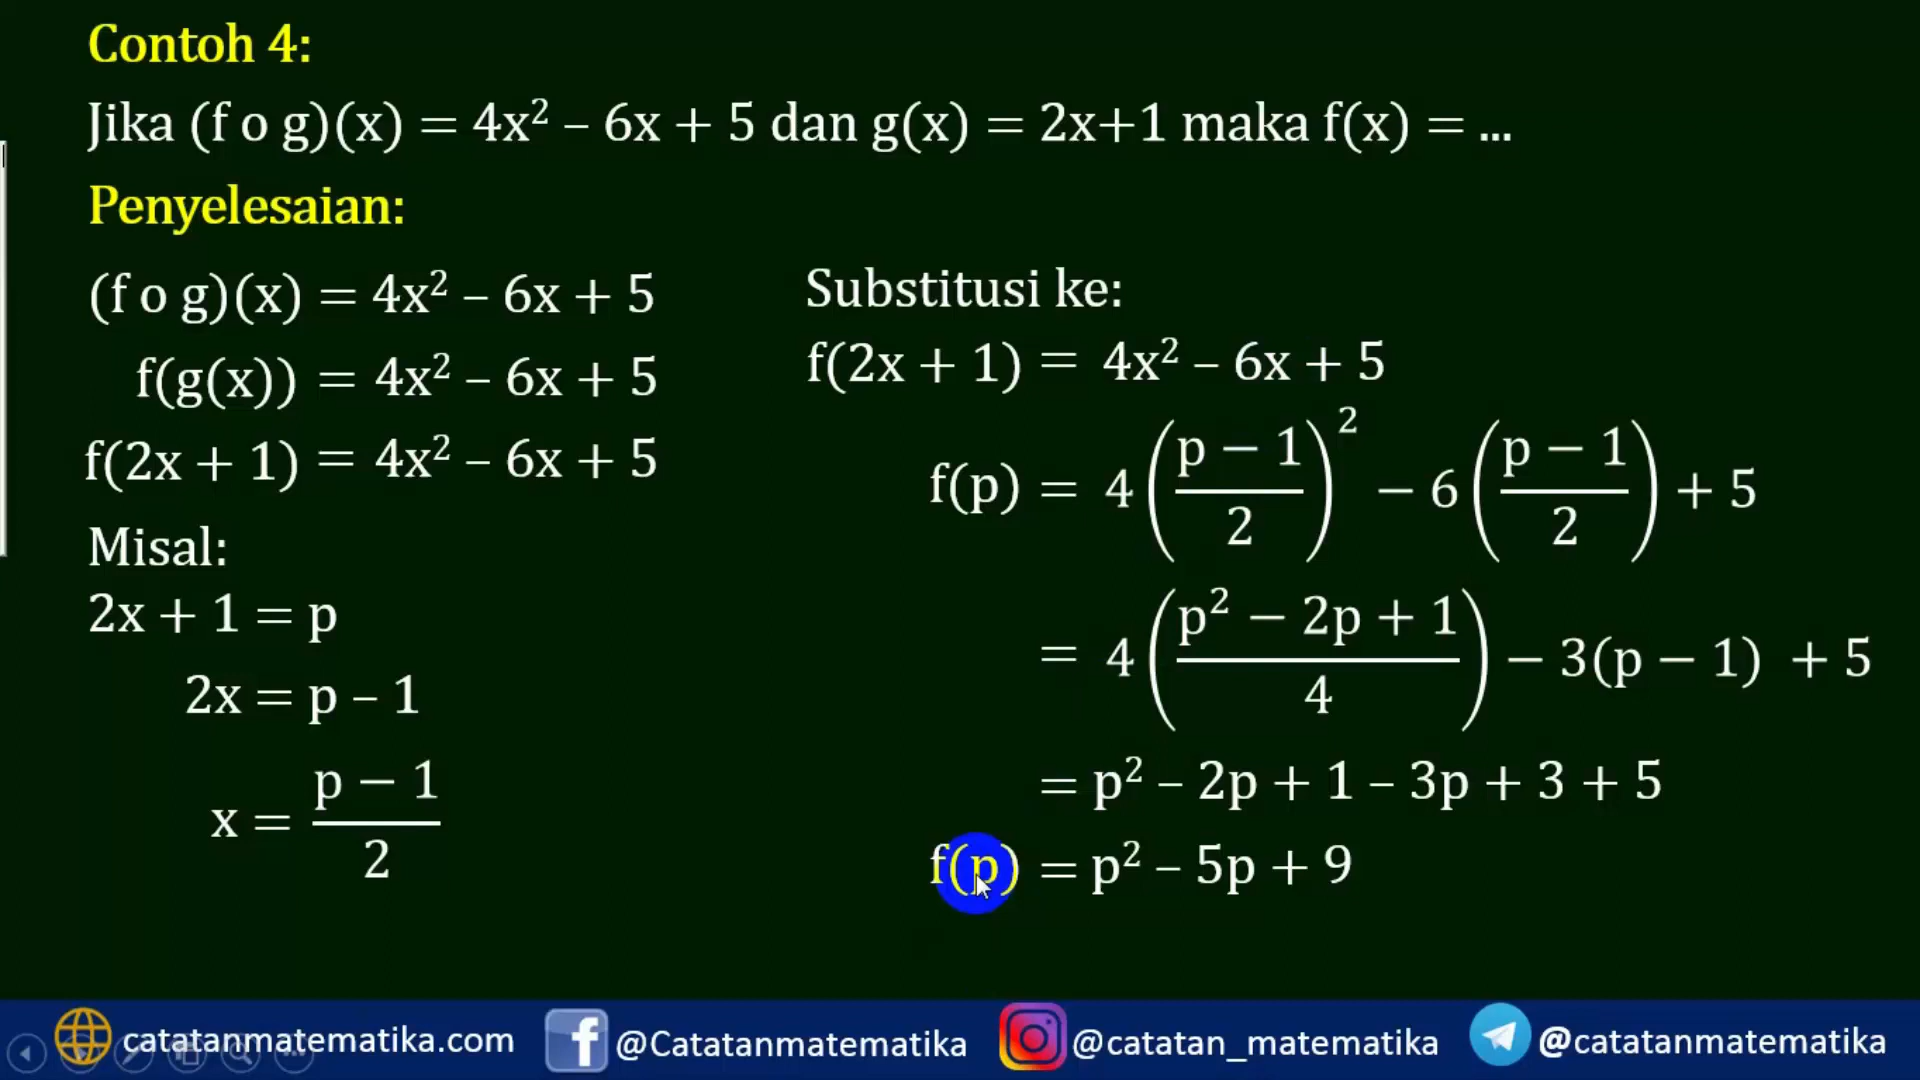 Contoh 4:
Jika (f o g)(x) = 4x² – 6x + 5 dan g(x) = 2x+1 maka f(x) = ...
Penyelesaian:
(f o g)(x) = 4x² – 6x + 5
f(g(x)) = 4x² – 6x + 5
f(2x + 1) = 4x² – 6x + 5
Misal:
2x + 1 = p
2x = p – 1
x = (p − 1)/2
Substitusi ke:
f(2x + 1) = 4x² – 6x + 5
f(p) = 4((p − 1)/2)² − 6((p − 1)/2) + 5
= 4((p² − 2p + 1)/4) − 3(p − 1) + 5
= p² – 2p + 1 – 3p + 3 + 5
f(p) = p² – 5p + 9
catatanmatematika.com @Catatanmatematika @catatan_matematika @catatanmatematika